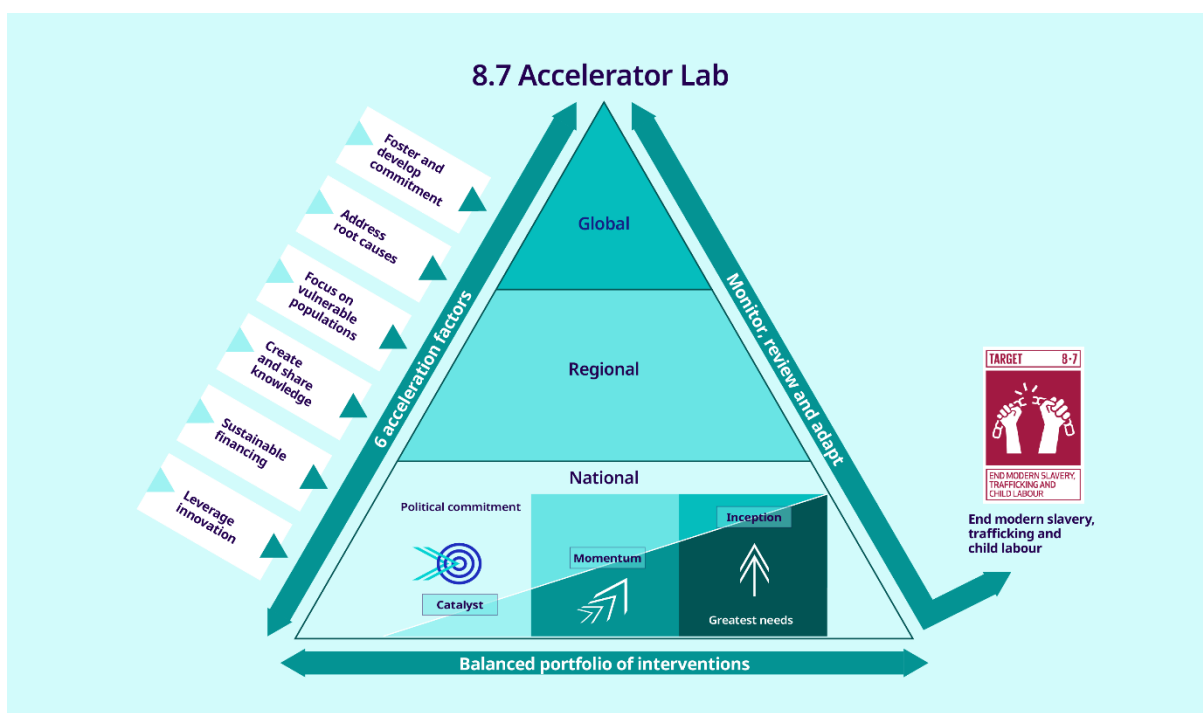 8.7 Accelerator Lab
Foster and
develop
commitment
Address
root causes
Focus on
vulnerable
populations
Create
and share
knowledge
Sustainable
financing
Leverage
innovation
6 acceleration factors
Global
Regional
National
Political commitment
Catalyst
Momentum
Inception
Greatest needs
Monitor, review and adapt
Balanced portfolio of interventions
TARGET 8-7
END MODERN SLAVERY,
TRAFFICKING AND
CHILD LABOUR
End modern slavery,
trafficking and
child labour